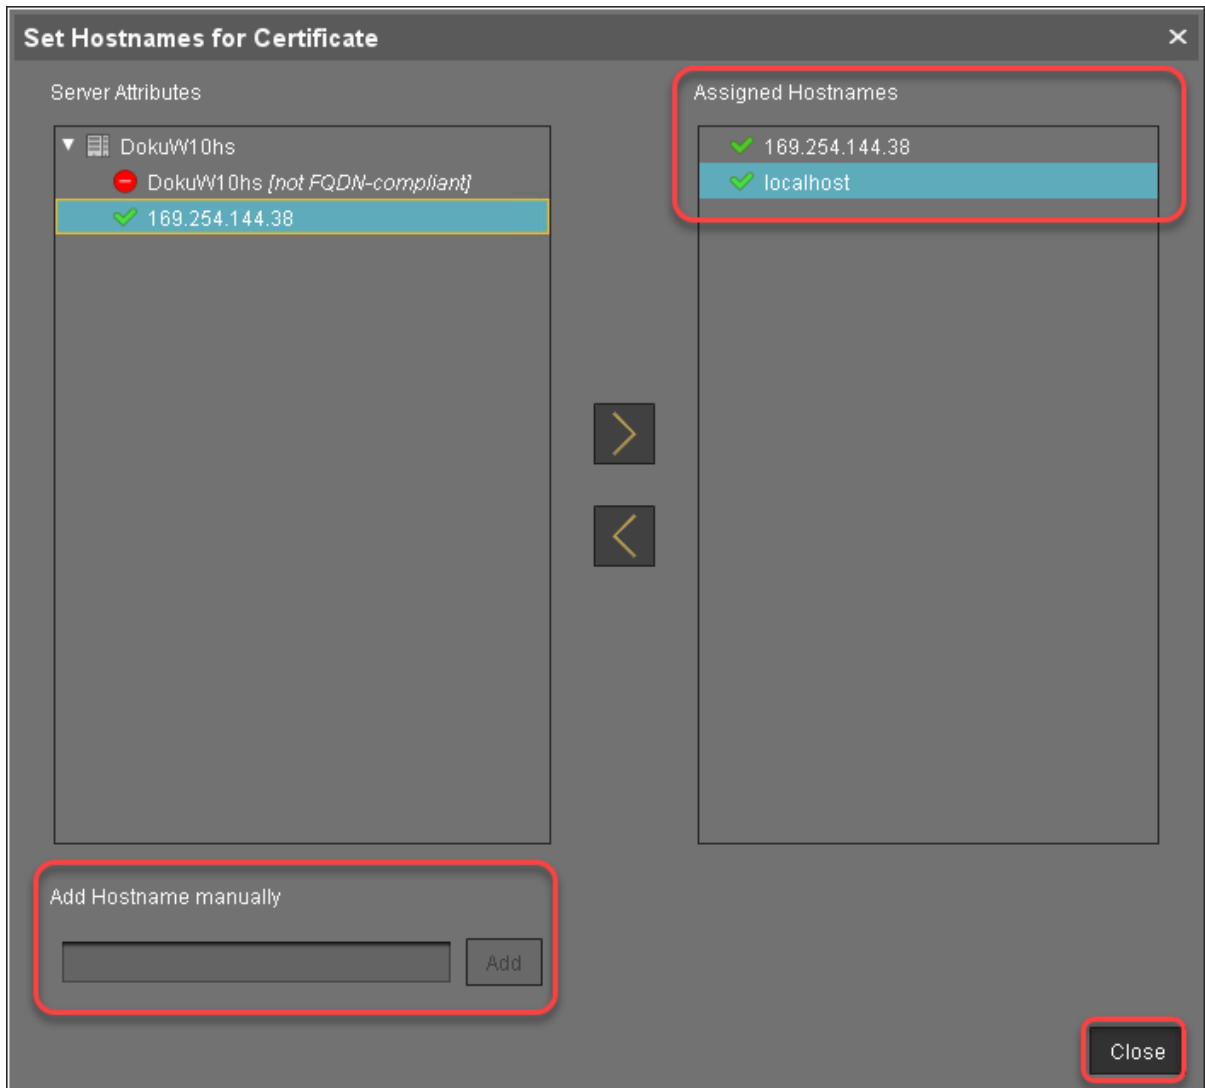 Set Hostnames for Certificate
Server Attributes
DokuW10hs
DokuW10hs [not FQDN-compliant]
169.254.144.38
Assigned Hostnames
169.254.144.38
localhost
Add Hostname manually
Add
Close